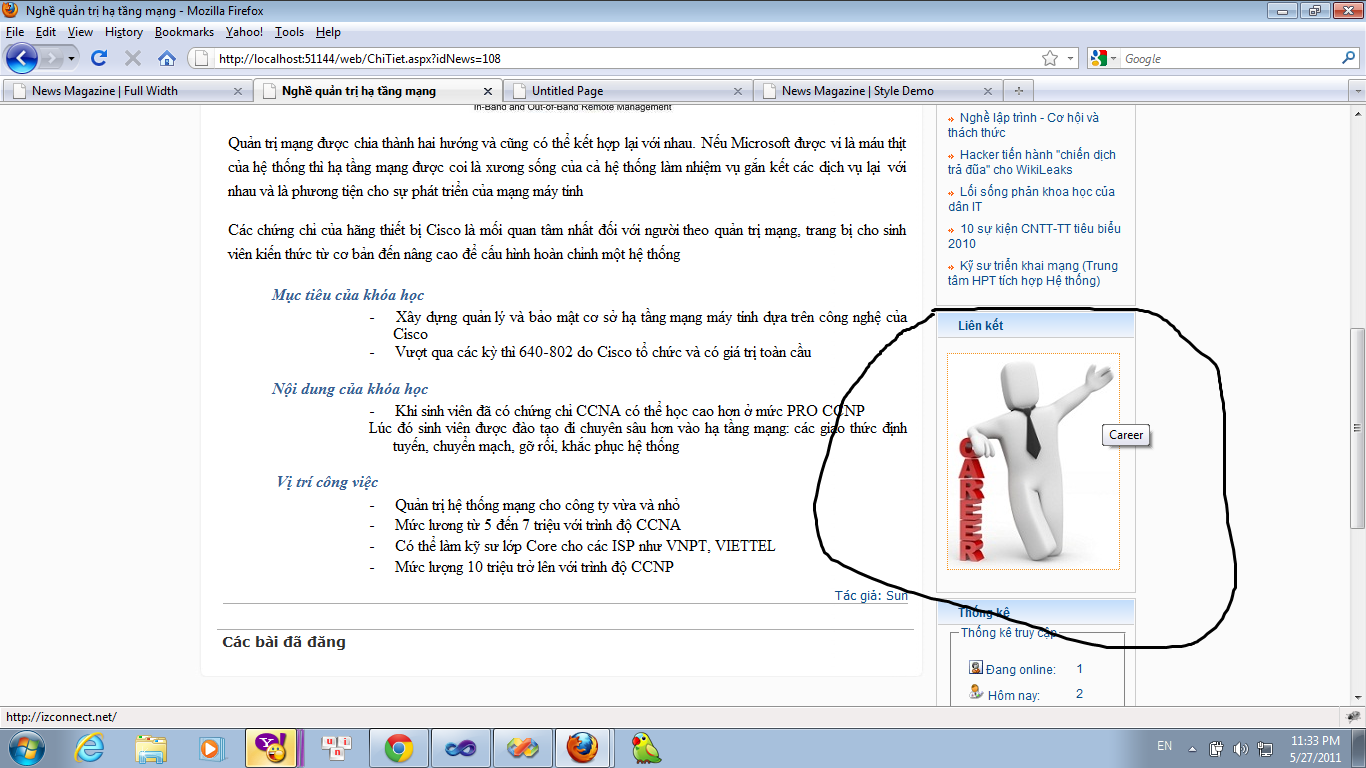 Nghề quản trị hạ tầng mạng - Mozilla Firefox
File Edit View History Bookmarks Yahoo! Tools Help
http://localhost:51144/web/ChiTiet.aspx?idNews=108
Google
News Magazine | Full Width
Nghề quản trị hạ tầng mạng
Untitled Page
News Magazine | Style Demo
In-Band and Out-of-Band Remote Management
Quản trị mạng được chia thành hai hướng và cũng có thể kết hợp lại với nhau. Nếu Microsoft được ví là máu thịt
của hệ thống thì hạ tầng mạng được coi là xương sống của cả hệ thống làm nhiệm vụ gắn kết các dịch vụ lại với
nhau và là phương tiện cho sự phát triển của mạng máy tính
Các chứng chỉ của hãng thiết bị Cisco là mối quan tâm nhất đối với người theo quản trị mạng, trang bị cho sinh
viên kiến thức từ cơ bản đến nâng cao để cấu hình hoàn chỉnh một hệ thống
Mục tiêu của khóa học
- Xây dựng quản lý và bảo mật cơ sở hạ tầng mạng máy tính dựa trên công nghệ của
Cisco
- Vượt qua các kỳ thi 640-802 do Cisco tổ chức và có giá trị toàn cầu
Nội dung của khóa học
- Khi sinh viên đã có chứng chỉ CCNA có thể học cao hơn ở mức PRO CCNP
Lúc đó sinh viên được đào tạo đi chuyên sâu hơn vào hạ tầng mạng: các giao thức định
tuyến, chuyển mạch, gỡ rối, khắc phục hệ thống
Vị trí công việc
- Quản trị hệ thống mạng cho công ty vừa và nhỏ
- Mức lương từ 5 đến 7 triệu với trình độ CCNA
- Có thể làm kỹ sư lớp Core cho các ISP như VNPT, VIETTEL
- Mức lượng 10 triệu trở lên với trình độ CCNP
Tác giả: Sun
Các bài đã đăng
Nghề lập trình - Cơ hội và
thách thức
Hacker tiến hành "chiến dịch
trả đũa" cho WikiLeaks
Lối sống phản khoa học của
dân IT
10 sự kiện CNTT-TT tiêu biểu
2010
Kỹ sư triển khai mạng (Trung
tâm HPT tích hợp Hệ thống)
Liên kết
CAREER
Career
Thống kê
Thống kê truy cập
Đang online: 1
Hôm nay: 2
http://izconnect.net/
u i
n
EN
11:33 PM
5/27/2011